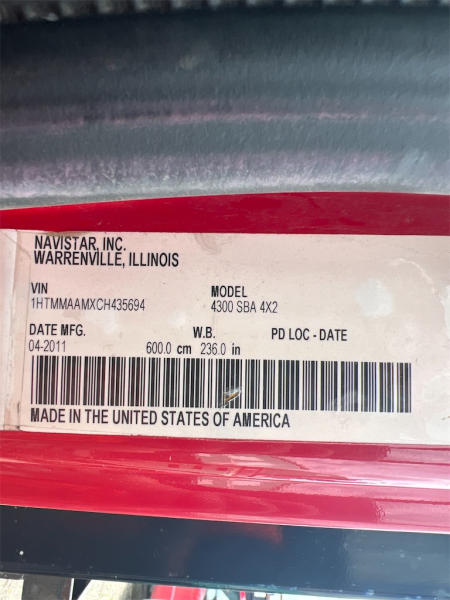 NAVISTAR, INC.
WARRENVILLE, ILLINOIS
VIN MODEL
1HTMMAAMXCH435694 4300 SBA 4X2
DATE MFG. W.B. PD LOC - DATE
04-2011 600.0 cm 236.0 in
MADE IN THE UNITED STATES OF AMERICA